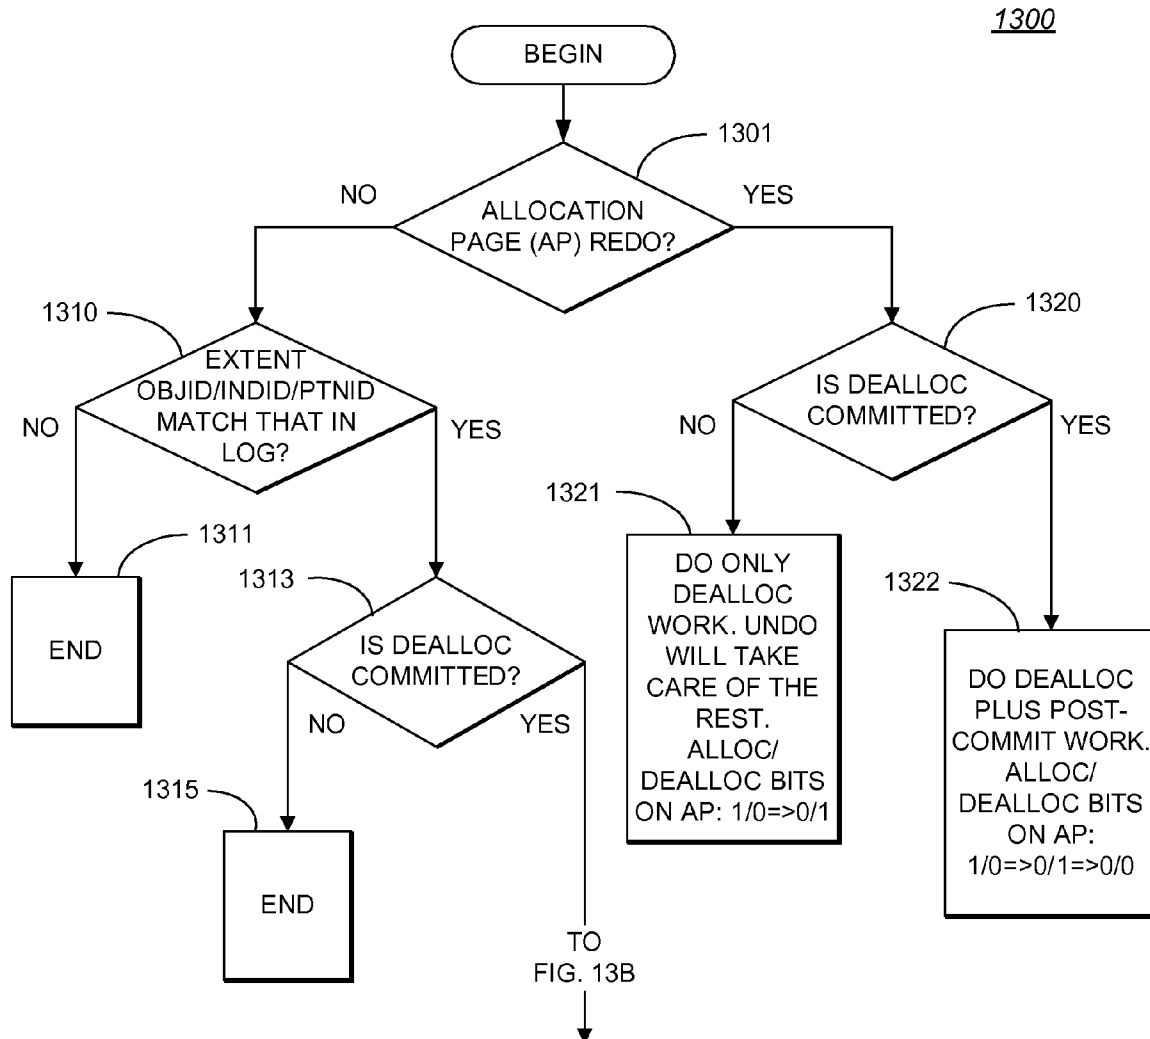 1300
BEGIN
1301
NO
YES
ALLOCATION
PAGE (AP) REDO?
1310
1320
EXTENT
OBJID/INDID/PTNID
MATCH THAT IN
LOG?
NO
YES
IS DEALLOC
COMMITTED?
NO
YES
1311
END
1313
IS DEALLOC
COMMITTED?
NO
YES
1321
DO ONLY
DEALLOC
WORK. UNDO
WILL TAKE
CARE OF THE
REST.
ALLOC/
DEALLOC BITS
ON AP: 1/0=>0/1
1322
DO DEALLOC
PLUS POST-
COMMIT WORK.
ALLOC/
DEALLOC BITS
ON AP:
1/0=>0/1=>0/0
1315
END
TO
FIG. 13B